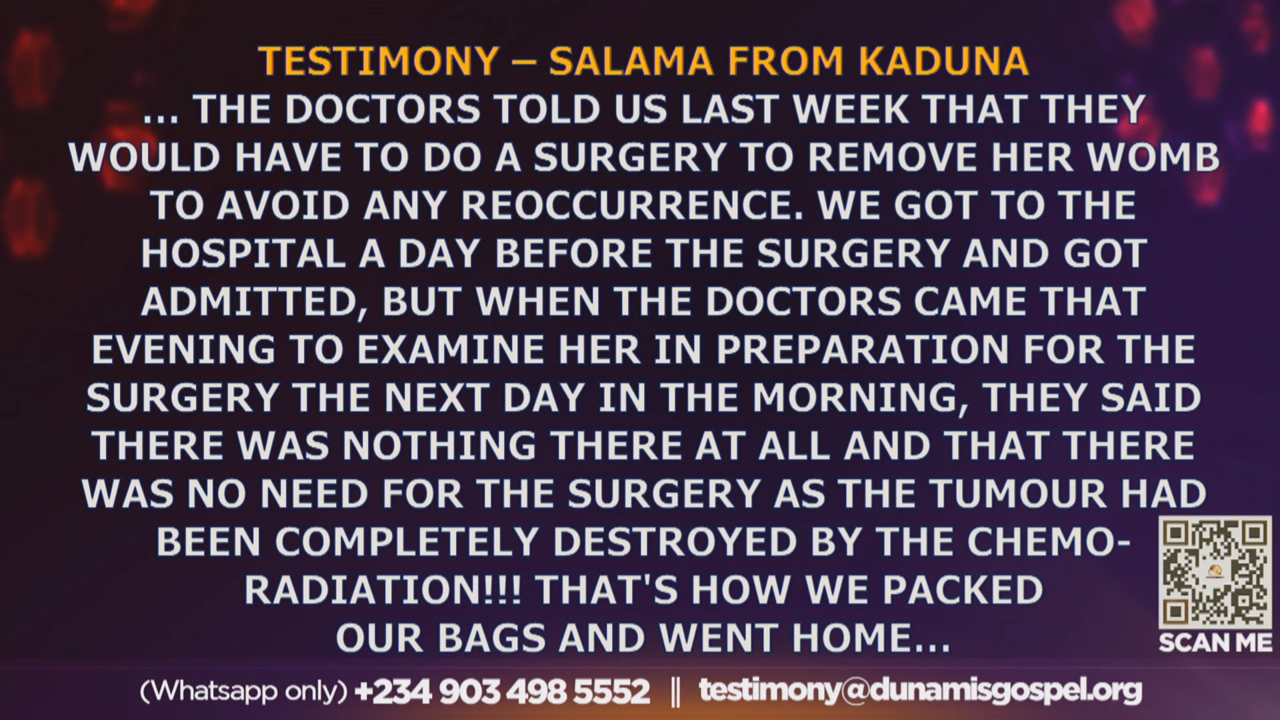 TESTIMONY – SALAMA FROM KADUNA
... THE DOCTORS TOLD US LAST WEEK THAT THEY
WOULD HAVE TO DO A SURGERY TO REMOVE HER WOMB
TO AVOID ANY REOCCURRENCE. WE GOT TO THE
HOSPITAL A DAY BEFORE THE SURGERY AND GOT
ADMITTED, BUT WHEN THE DOCTORS CAME THAT
EVENING TO EXAMINE HER IN PREPARATION FOR THE
SURGERY THE NEXT DAY IN THE MORNING, THEY SAID
THERE WAS NOTHING THERE AT ALL AND THAT THERE
WAS NO NEED FOR THE SURGERY AS THE TUMOUR HAD
BEEN COMPLETELY DESTROYED BY THE CHEMO-
RADIATION!!! THAT'S HOW WE PACKED
OUR BAGS AND WENT HOME...
SCAN ME
(Whatsapp only) +234 903 498 5552 || testimony@dunamisgospel.org